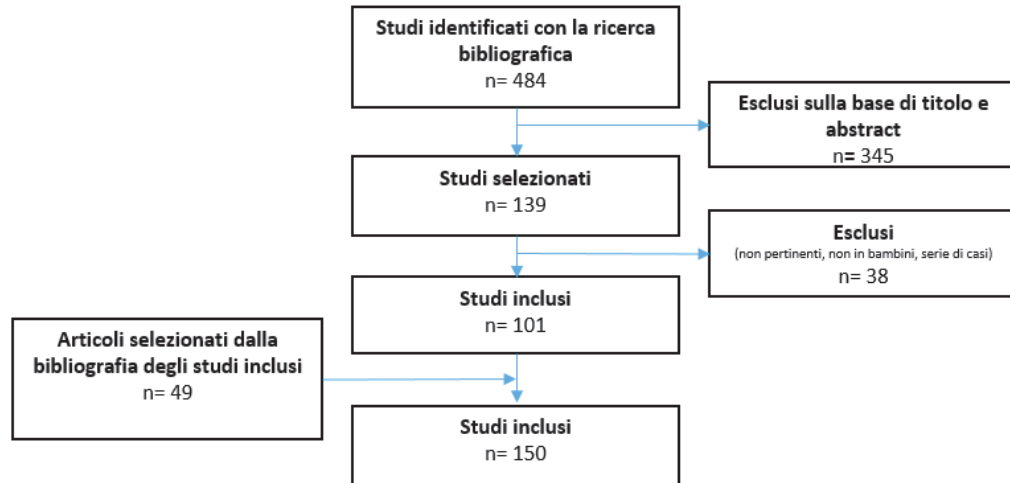 Studi identificati con la ricerca
bibliografica
n= 484
Esclusi sulla base di titolo e
abstract
n= 345
Studi selezionati
n= 139
Esclusi
(non pertinenti, non in bambini, serie di casi)
n= 38
Studi inclusi
n= 101
Articoli selezionati dalla
bibliografia degli studi inclusi
n= 49
Studi inclusi
n= 150